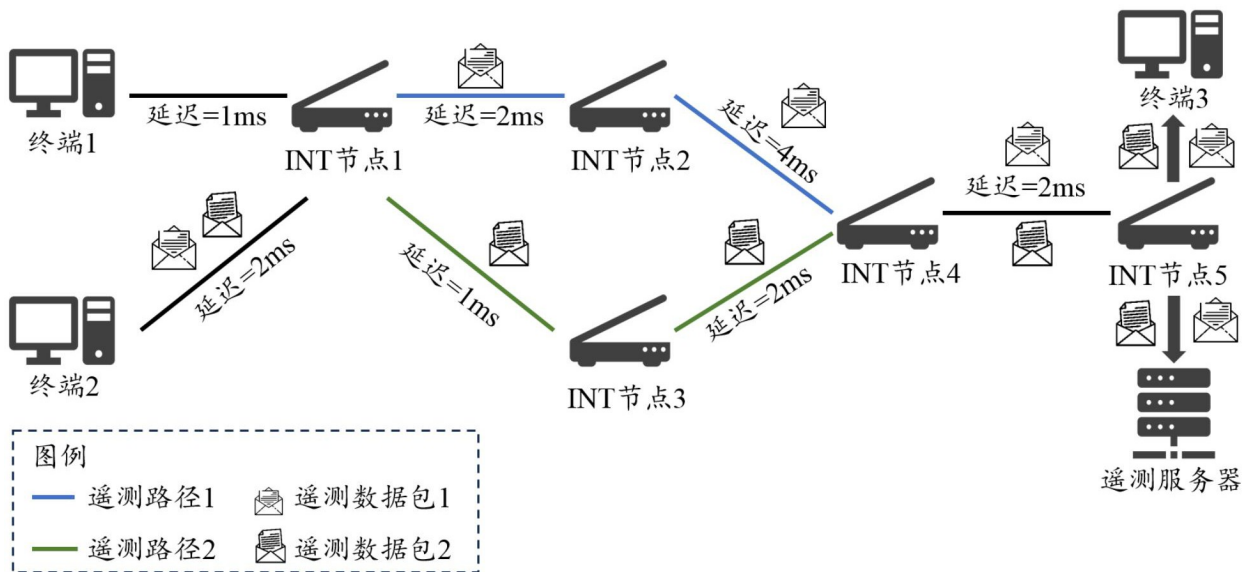 终端1
延迟=1ms
INT节点1
延迟=2ms
INT节点2
延迟=4ms
延迟=2ms
终端3
终端2
延迟=2ms
延迟=1ms
INT节点3
延迟=2ms
INT节点4
INT节点5
遥测服务器
图例
遥测路径1
遥测数据包1
遥测路径2
遥测数据包2